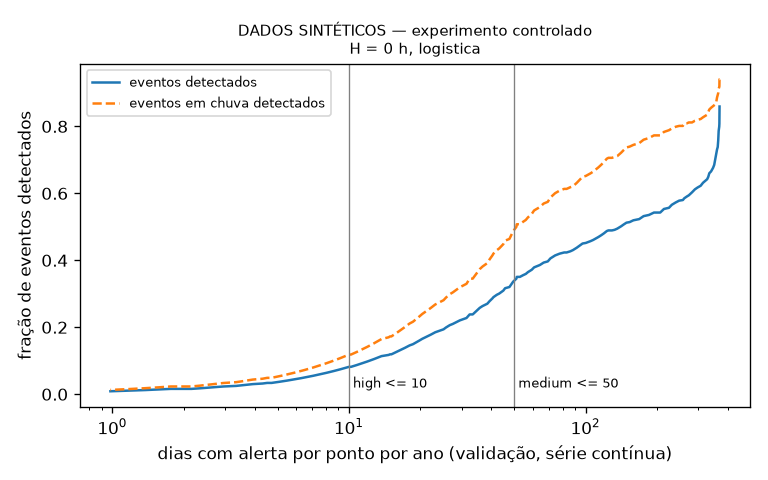 DADOS SINTÉTICOS — experimento controlado
H = 0 h, logistica
eventos detectados
eventos em chuva detectados
fração de eventos detectados
0.8
0.6
0.4
0.2
0.0
high <= 10
medium <= 50
10⁰
10¹
10²
dias com alerta por ponto por ano (validação, série contínua)